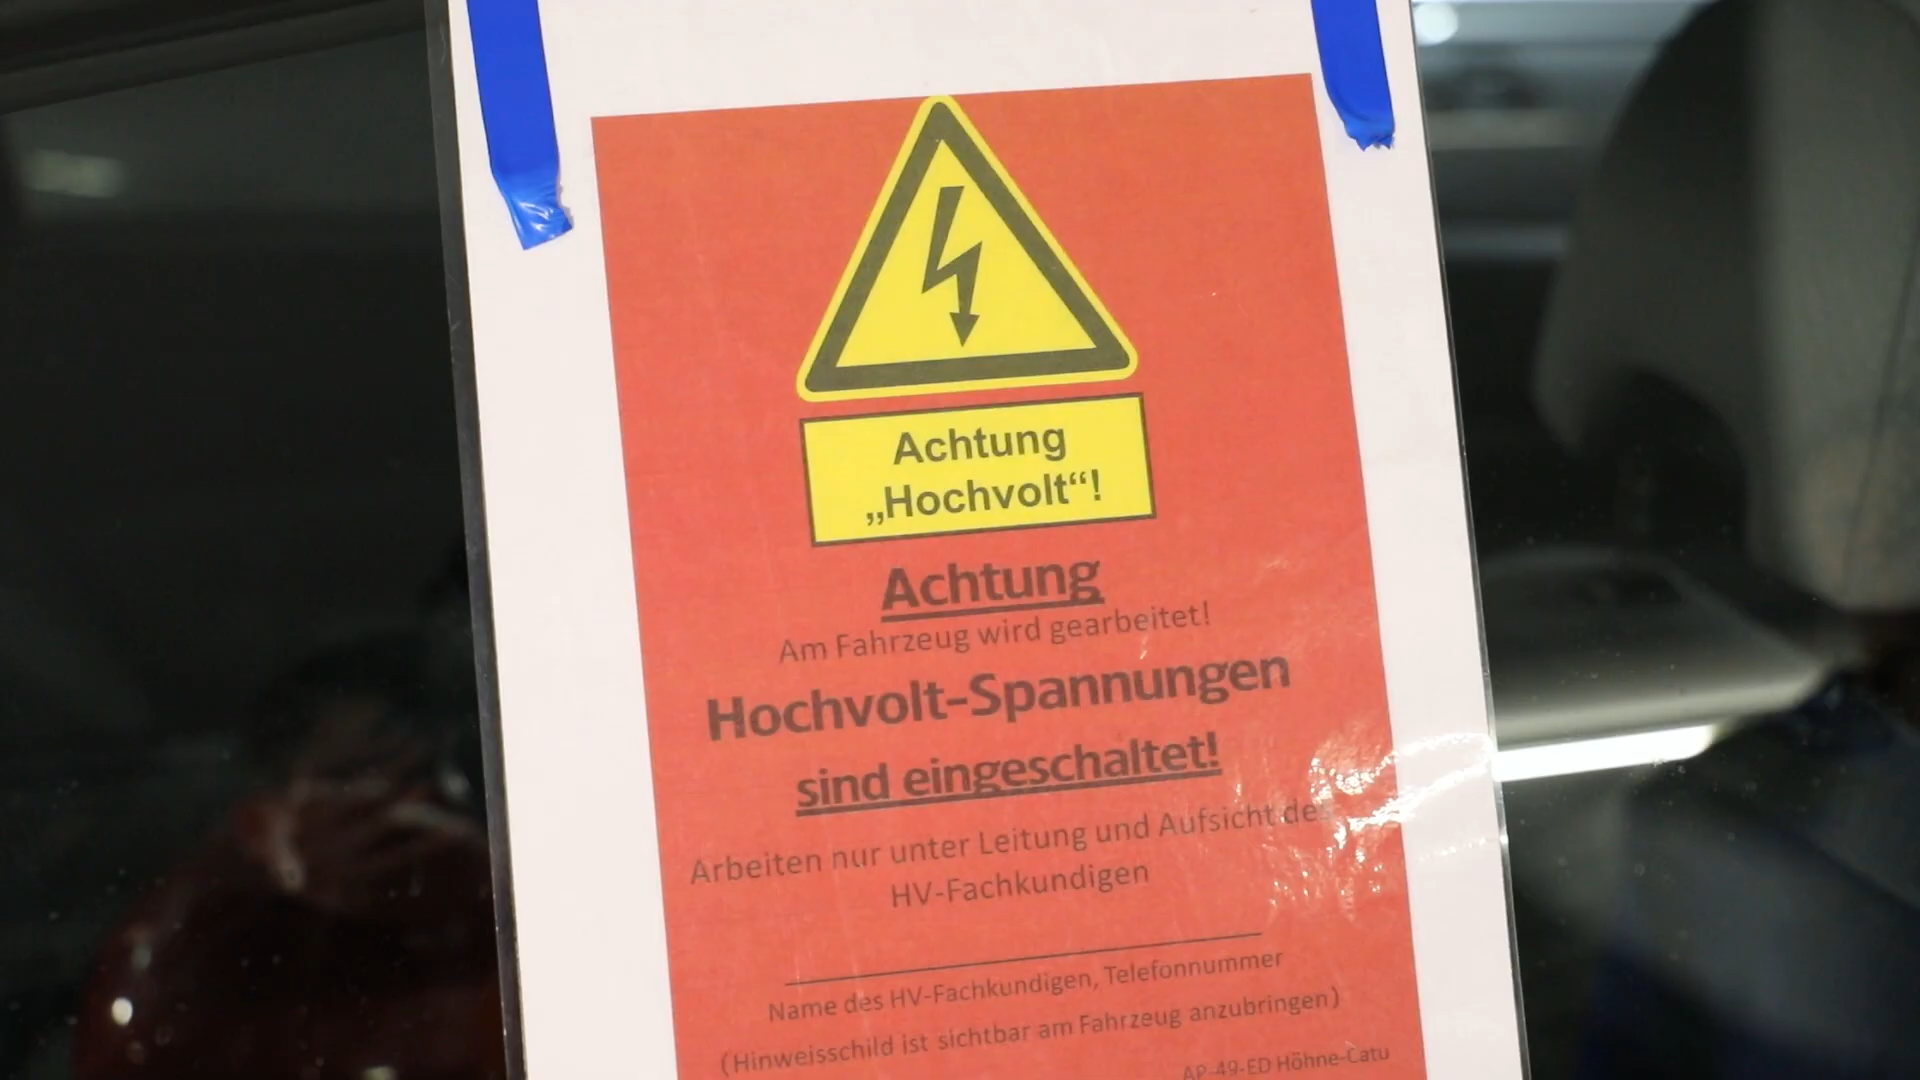 Achtung
„Hochvolt“!
Achtung
Am Fahrzeug wird gearbeitet!
Hochvolt-Spannungen
sind eingeschaltet!
Arbeiten nur unter Leitung und Aufsicht des
HV-Fachkundigen
Name des HV-Fachkundigen, Telefonnummer
(Hinweisschild ist sichtbar am Fahrzeug anzubringen)
AP-49-ED Höhne-Catu